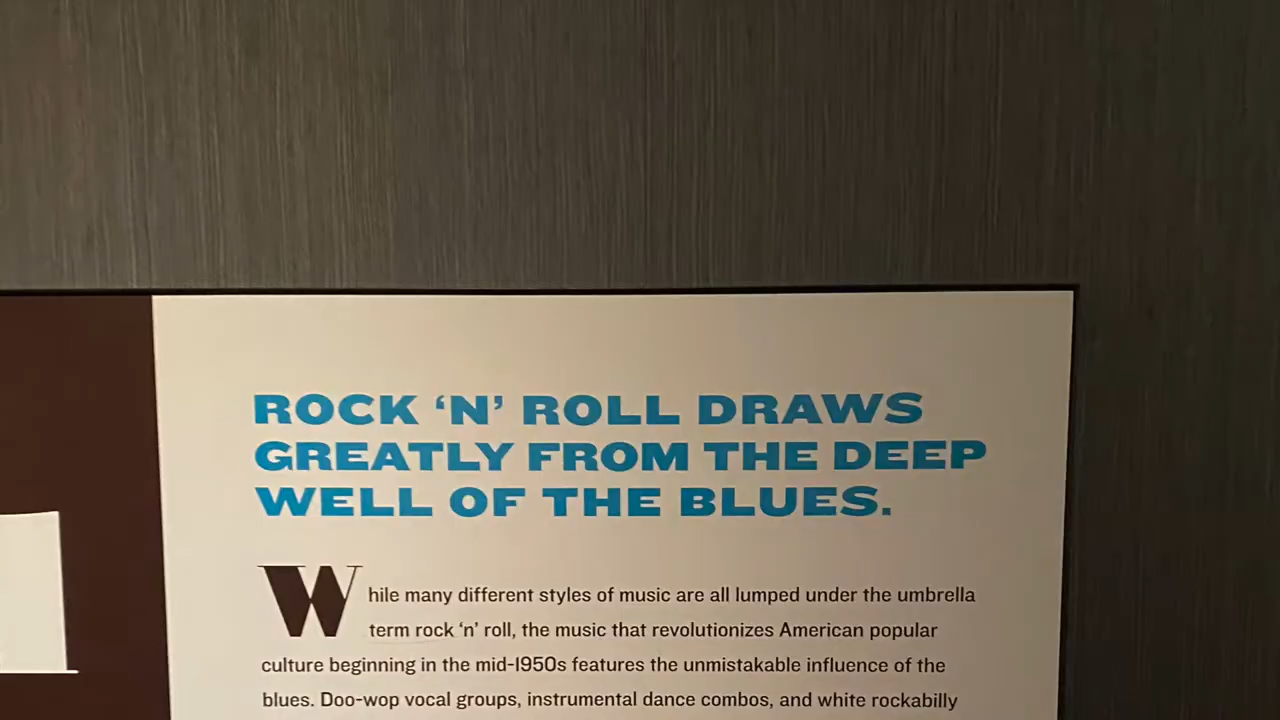 ROCK ‘N’ ROLL DRAWS
GREATLY FROM THE DEEP
WELL OF THE BLUES.
While many different styles of music are all lumped under the umbrella
term rock ‘n’ roll, the music that revolutionizes American popular
culture beginning in the mid-1950s features the unmistakable influence of the
blues. Doo-wop vocal groups, instrumental dance combos, and white rockabilly